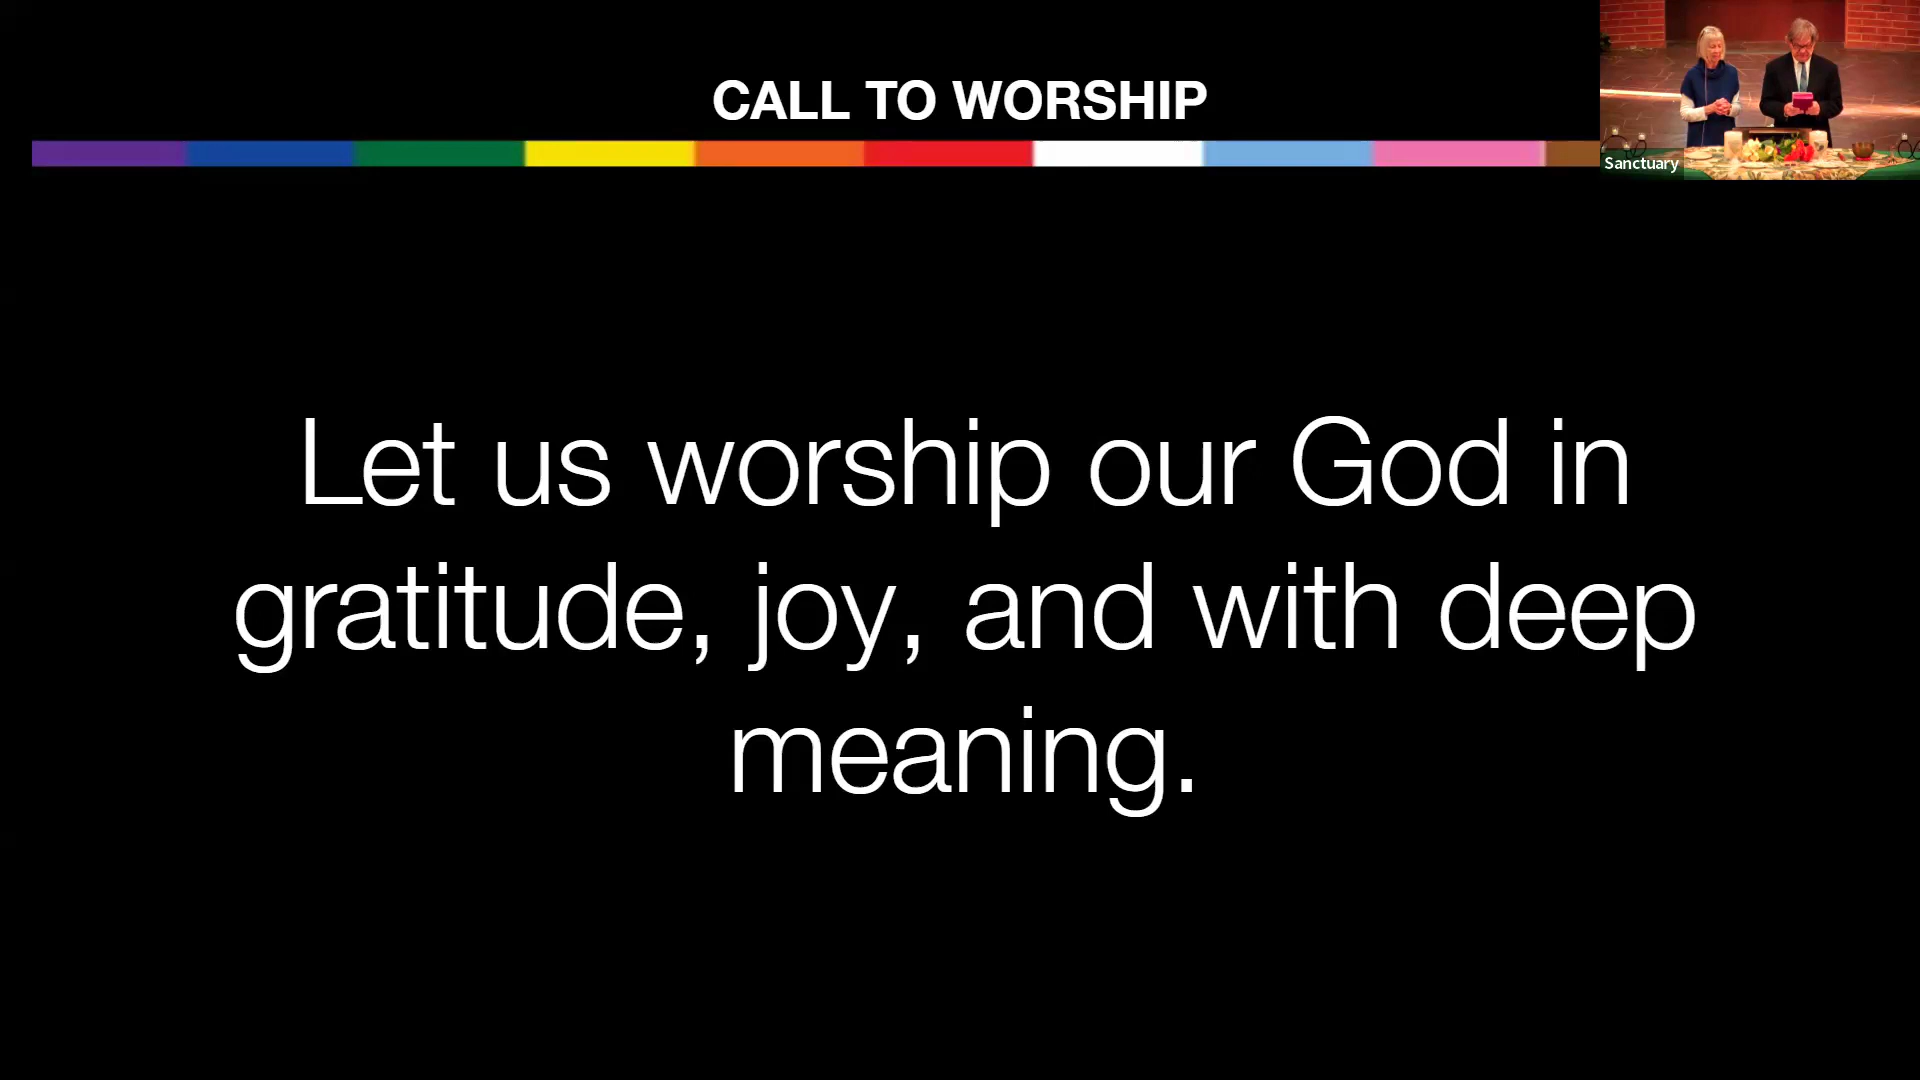 CALL TO WORSHIP
Sanctuary
Let us worship our God in
gratitude, joy, and with deep
meaning.